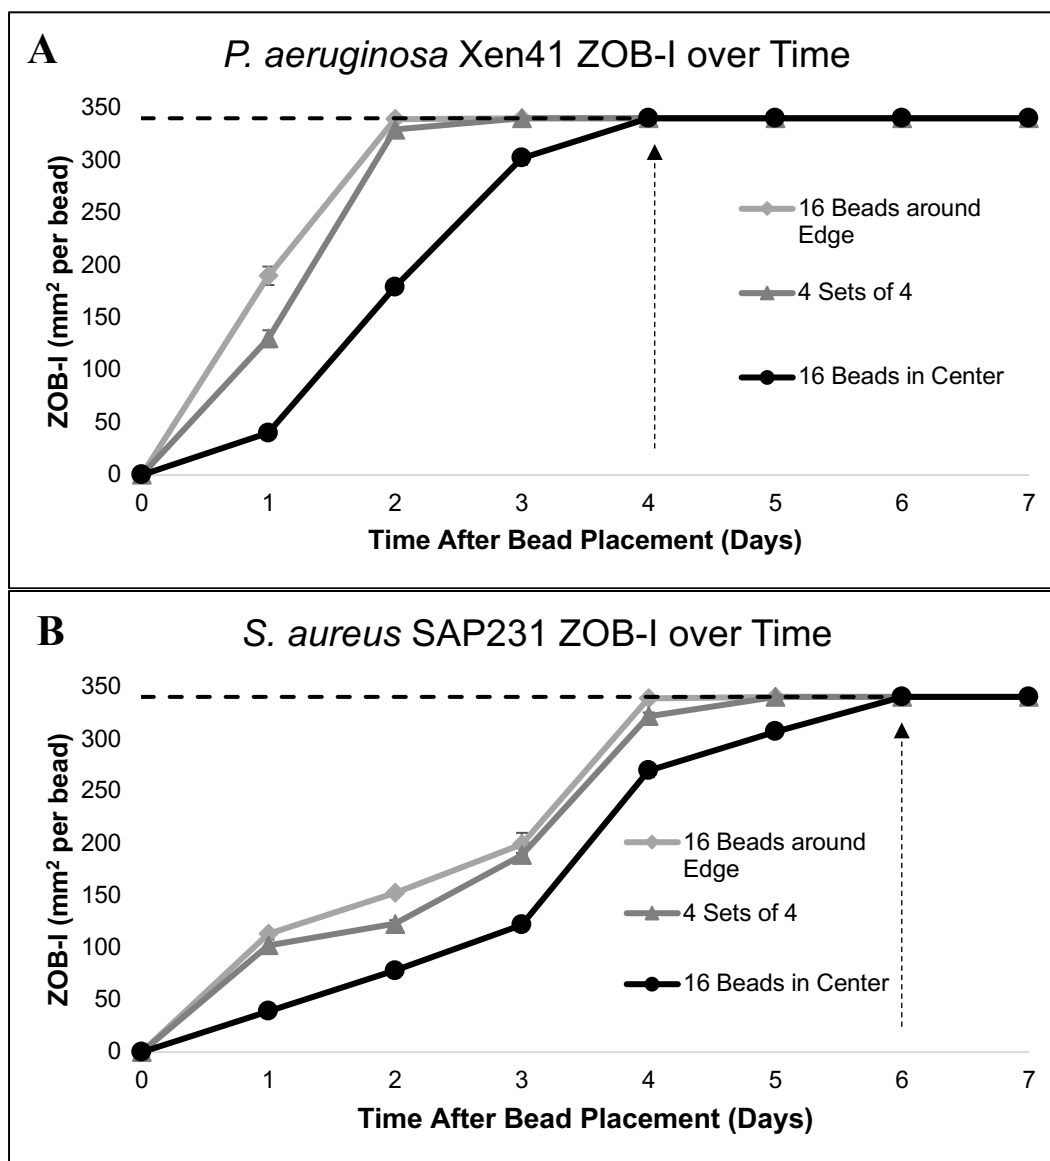 A
P. aeruginosa Xen41 ZOB-I over Time
ZOB-I (mm² per bead)
350
300
250
200
150
100
50
0
16 Beads around
Edge
4 Sets of 4
16 Beads in Center
0 1 2 3 4 5 6 7
Time After Bead Placement (Days)
B
S. aureus SAP231 ZOB-I over Time
ZOB-I (mm² per bead)
350
300
250
200
150
100
50
0
16 Beads around
Edge
4 Sets of 4
16 Beads in Center
0 1 2 3 4 5 6 7
Time After Bead Placement (Days)